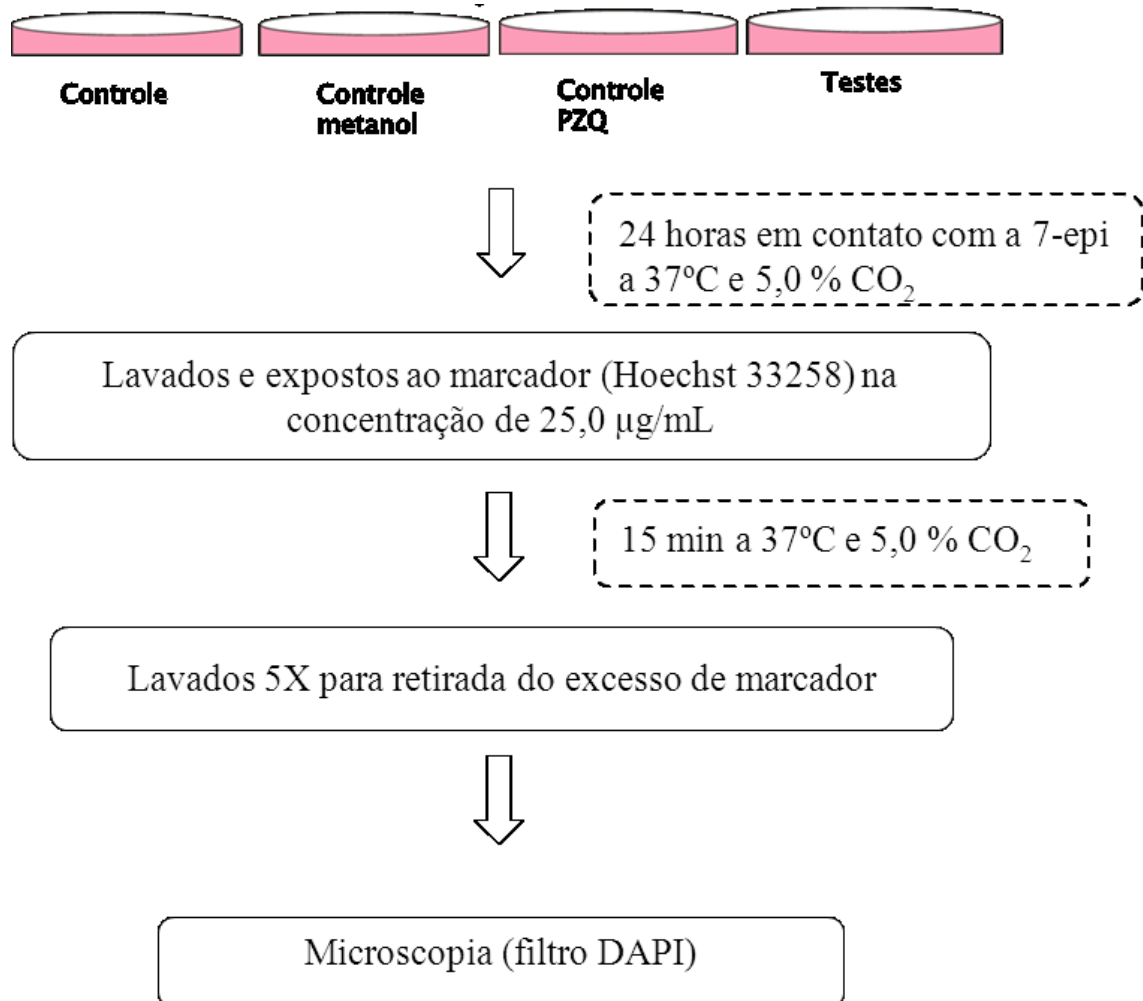 Controle
Controle
metanol
Controle
PZQ
Testes
24 horas em contato com a 7-epi
a 37ºC e 5,0 % CO₂
Lavados e expostos ao marcador (Hoechst 33258) na
concentração de 25,0 µg/mL
15 min a 37ºC e 5,0 % CO₂
Lavados 5X para retirada do excesso de marcador
Microscopia (filtro DAPI)